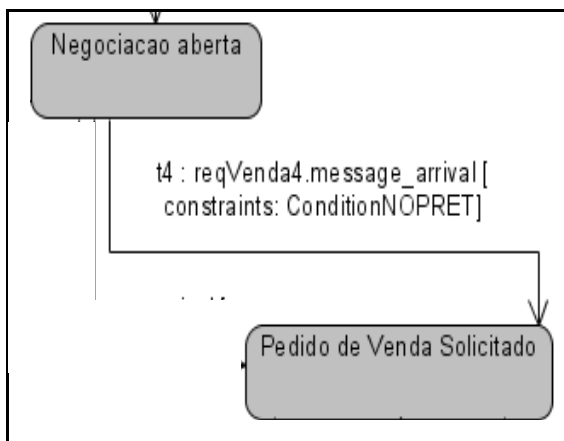 Negociacao aberta
t4 : reqVenda4.message_arrival [
constraints: ConditionNOPRET]
Pedido de Venda Solicitado